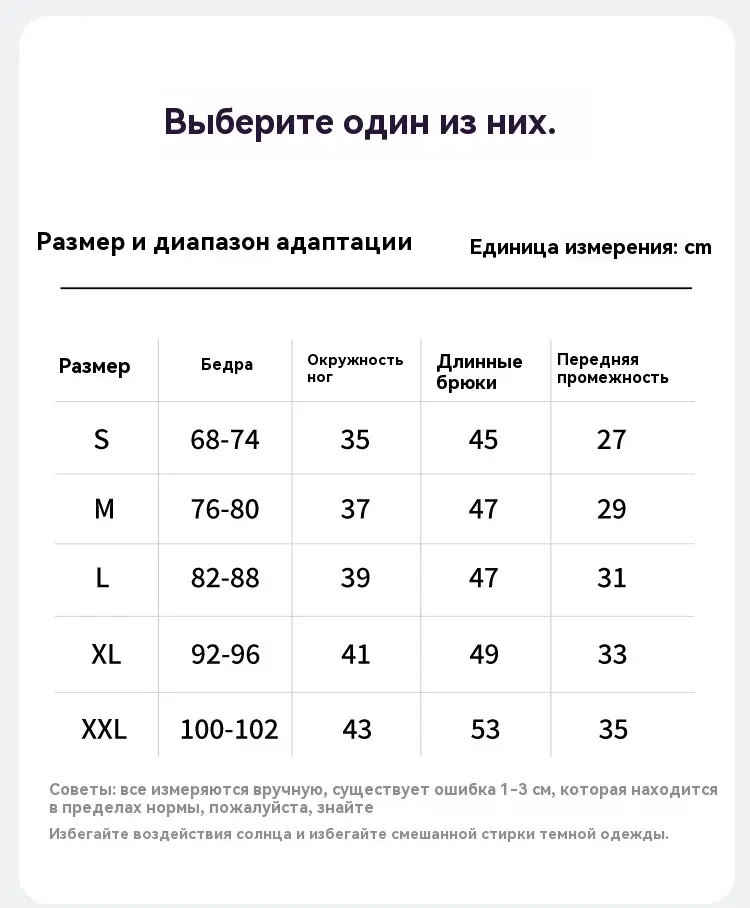 Выберите один из них.
Размер и диапазон адаптации
Единица измерения: cm
Размер Бедра Окружность ног Длинные брюки Передняя промежность
S 68-74 35 45 27
M 76-80 37 47 29
L 82-88 39 47 31
XL 92-96 41 49 33
XXL 100-102 43 53 35
Советы: все измеряются вручную, существует ошибка 1-3 см, которая находится
в пределах нормы, пожалуйста, знайте
Избегайте воздействия солнца и избегайте смешанной стирки темной одежды.